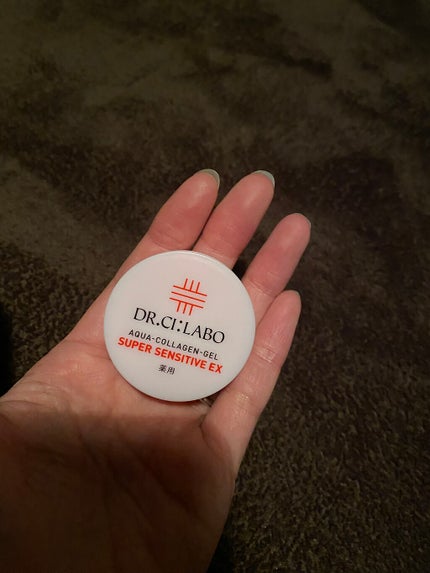 DR.CI:LABO
AQUA-COLLAGEN-GEL
SUPER SENSITIVE EX
薬用